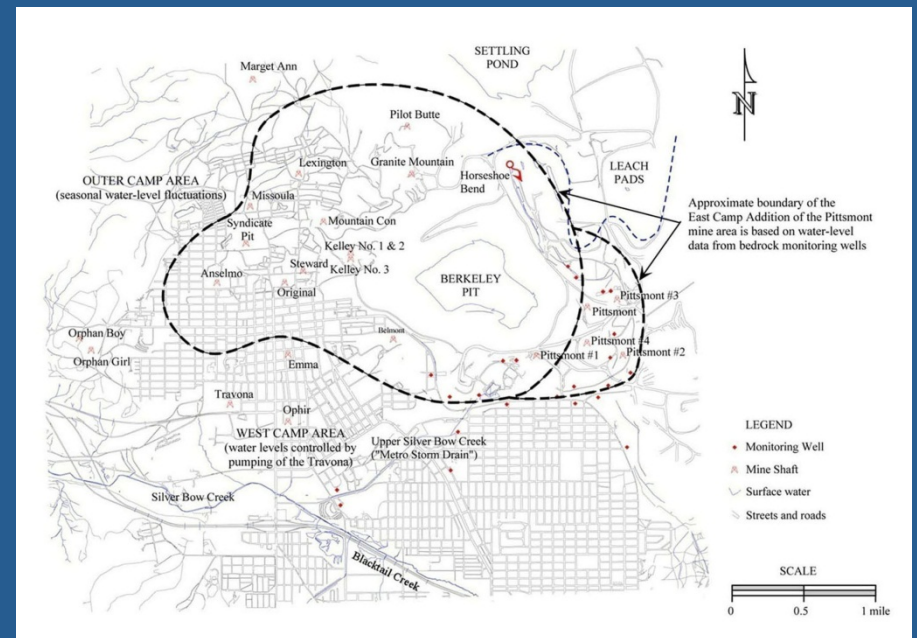 SETTLING
POND
Marget Ann
Pilot Butte
N
Lexington
Granite Mountain
Horseshoe
Bend
LEACH
PADS
OUTER CAMP AREA
(seasonal water-level fluctuations)
Missoula
Approximate boundary of the
East Camp Addition of the Pittsmont
mine area is based on water-level
data from bedrock monitoring wells
Mountain Con
Syndicate
Pit
Kelley No. 1 & 2
Steward
Kelley No. 3
Anselmo
Original
BERKELEY
PIT
Pittsmont #3
Pittsmont
Orphan Boy
Belmont
Pittsmont #4
Orphan Girl
Pittsmont #1
Pittsmont #2
Emma
Travona
Ophir
WEST CAMP AREA
(water levels controlled by
pumping of the Travona)
Upper Silver Bow Creek
("Metro Storm Drain")
LEGEND
Monitoring Well
Mine Shaft
Surface water
Streets and roads
Silver Bow Creek
Blacktail Creek
SCALE
0 0.5 1 mile